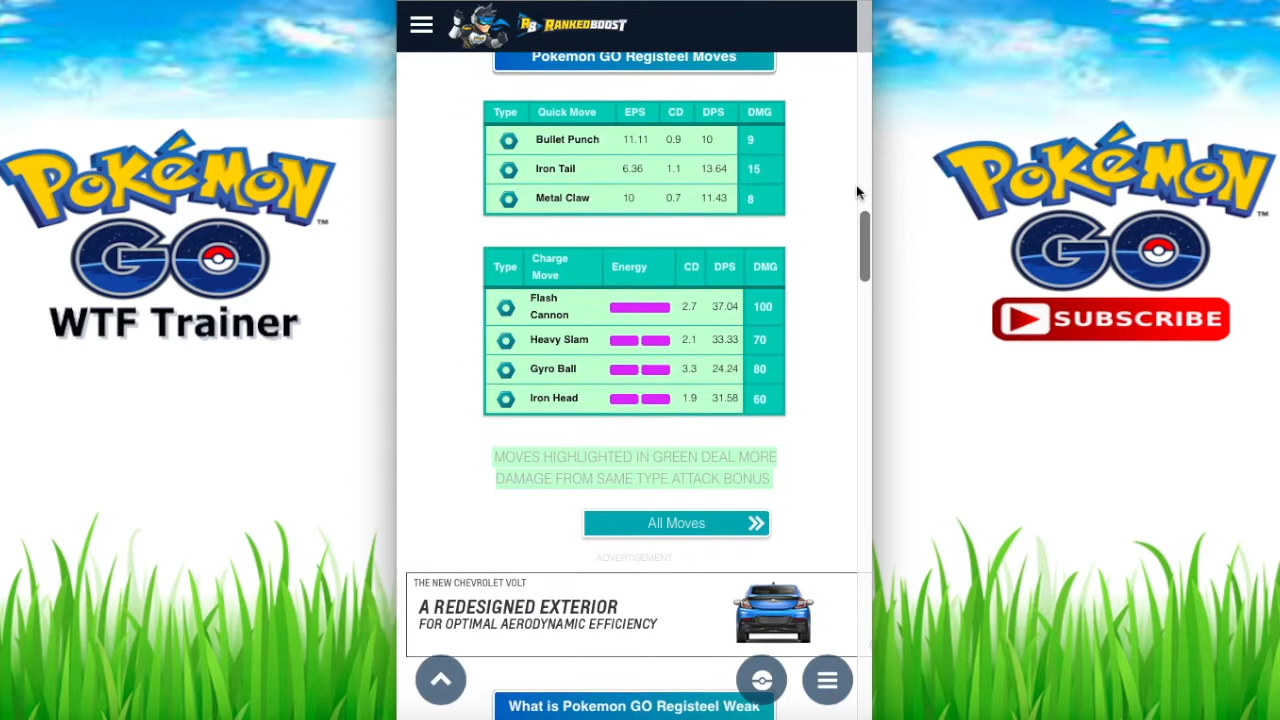 RB RANKEDBOOST
Pokemon GO Registeel Moves
Type Quick Move EPS CD DPS DMG
Bullet Punch 11.11 0.9 10 9
Iron Tail 6.36 1.1 13.64 15
Metal Claw 10 0.7 11.43 8
Type Charge Move Energy CD DPS DMG
Flash Cannon 2.7 37.04 100
Heavy Slam 2.1 33.33 70
Gyro Ball 3.3 24.24 80
Iron Head 1.9 31.58 60
MOVES HIGHLIGHTED IN GREEN DEAL MORE
DAMAGE FROM SAME TYPE ATTACK BONUS
All Moves
ADVERTISEMENT
THE NEW CHEVROLET VOLT
A REDESIGNED EXTERIOR
FOR OPTIMAL AERODYNAMIC EFFICIENCY
What is Pokemon GO Registeel Weak
POKéMON™
GO
WTF Trainer
POKéMON™
GO
SUBSCRIBE